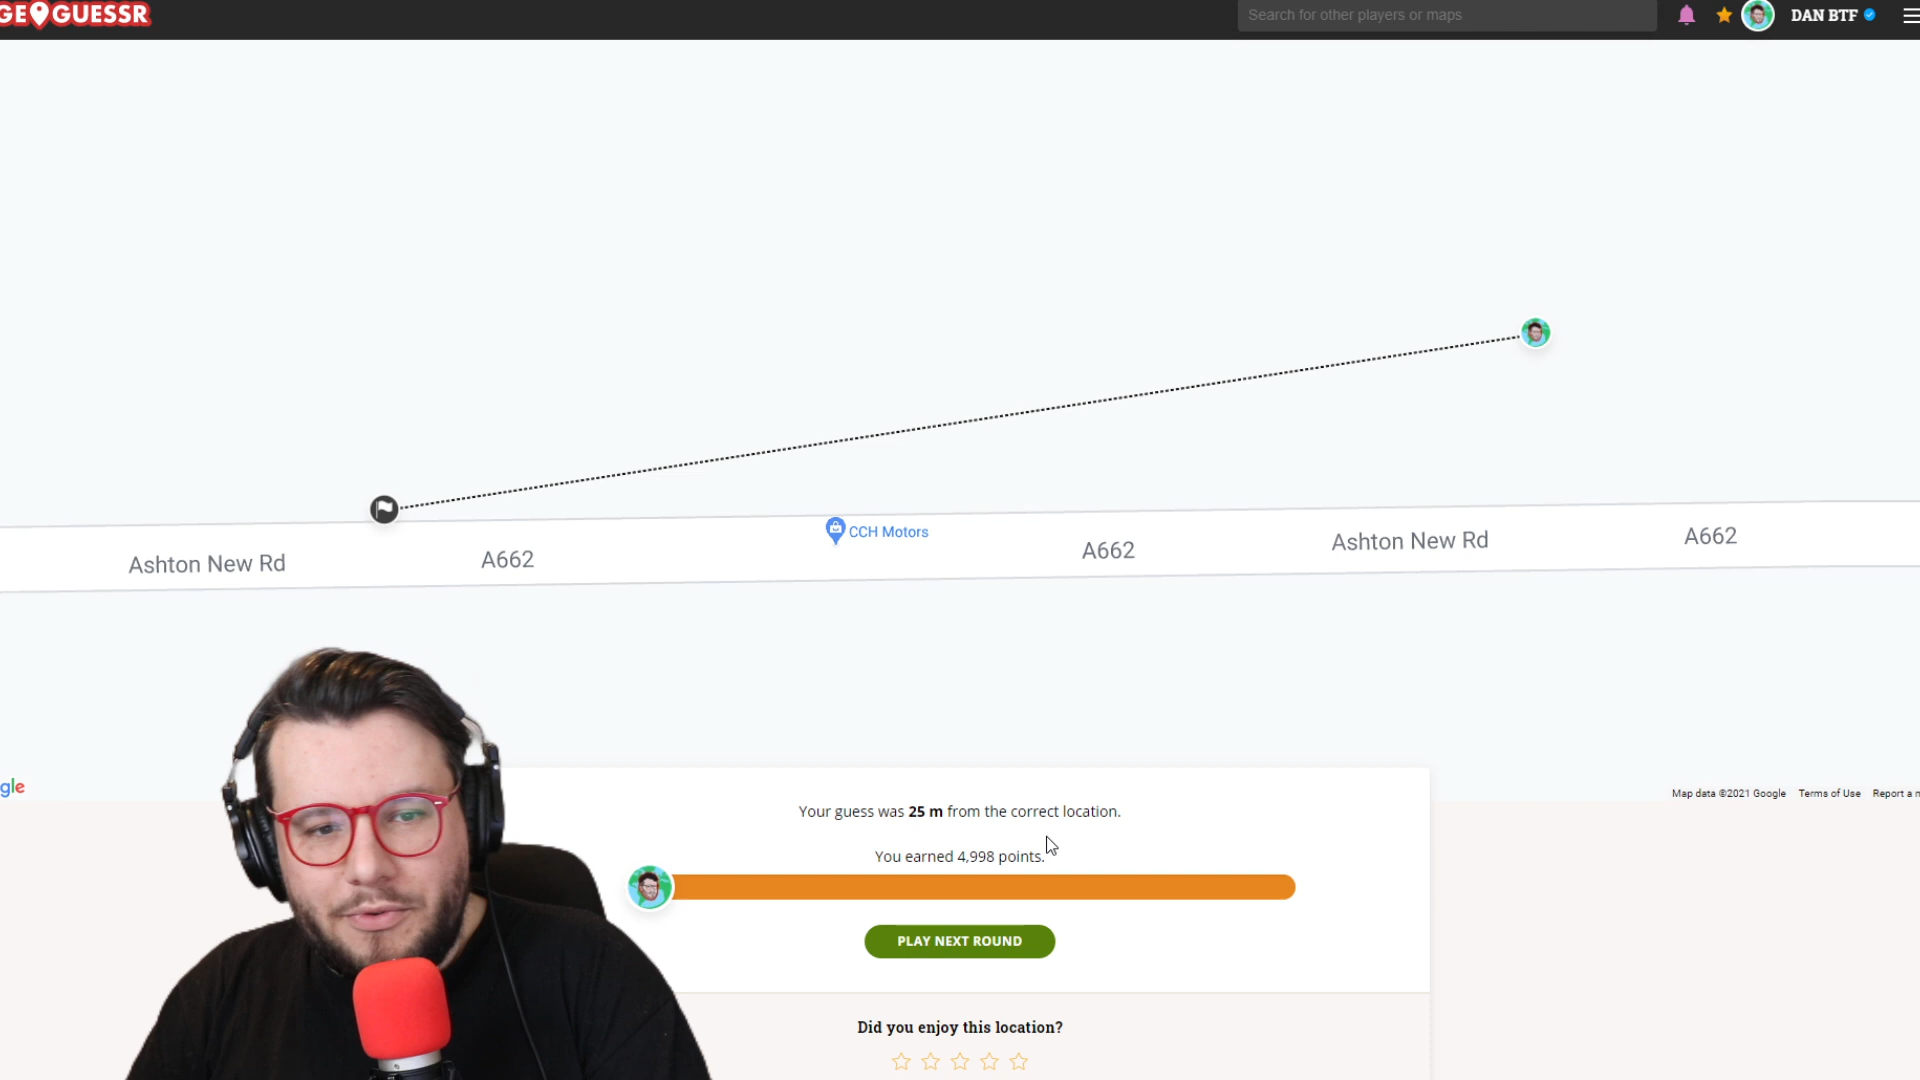 GEOGUESSR
Search for other players or maps
DAN BTF
CCH Motors
Ashton New Rd
A662
A662
Ashton New Rd
A662
gle
Map data ©2021 Google
Terms of Use
Report a
Your guess was 25 m from the correct location.
You earned 4,998 points.
PLAY NEXT ROUND
Did you enjoy this location?